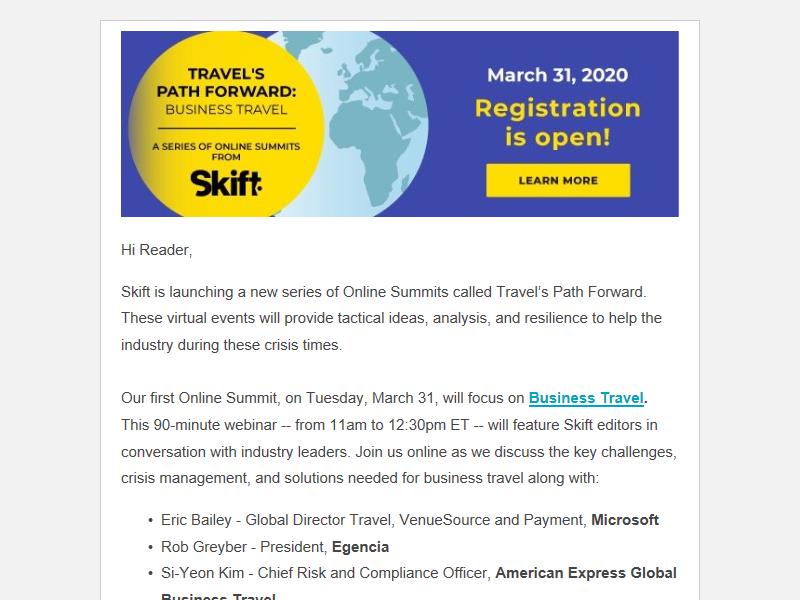 TRAVEL'S
PATH FORWARD:
BUSINESS TRAVEL
A SERIES OF ONLINE SUMMITS
FROM
Skift:
March 31, 2020
Registration
is open!
LEARN MORE
Hi Reader,
Skift is launching a new series of Online Summits called Travel's Path Forward.
These virtual events will provide tactical ideas, analysis, and resilience to help the
industry during these crisis times.
Our first Online Summit, on Tuesday, March 31, will focus on Business Travel.
This 90-minute webinar -- from 11am to 12:30pm ET -- will feature Skift editors in
conversation with industry leaders. Join us online as we discuss the key challenges,
crisis management, and solutions needed for business travel along with:
• Eric Bailey - Global Director Travel, VenueSource and Payment, Microsoft
• Rob Greyber - President, Egencia
• Si-Yeon Kim - Chief Risk and Compliance Officer, American Express Global
Business Travel